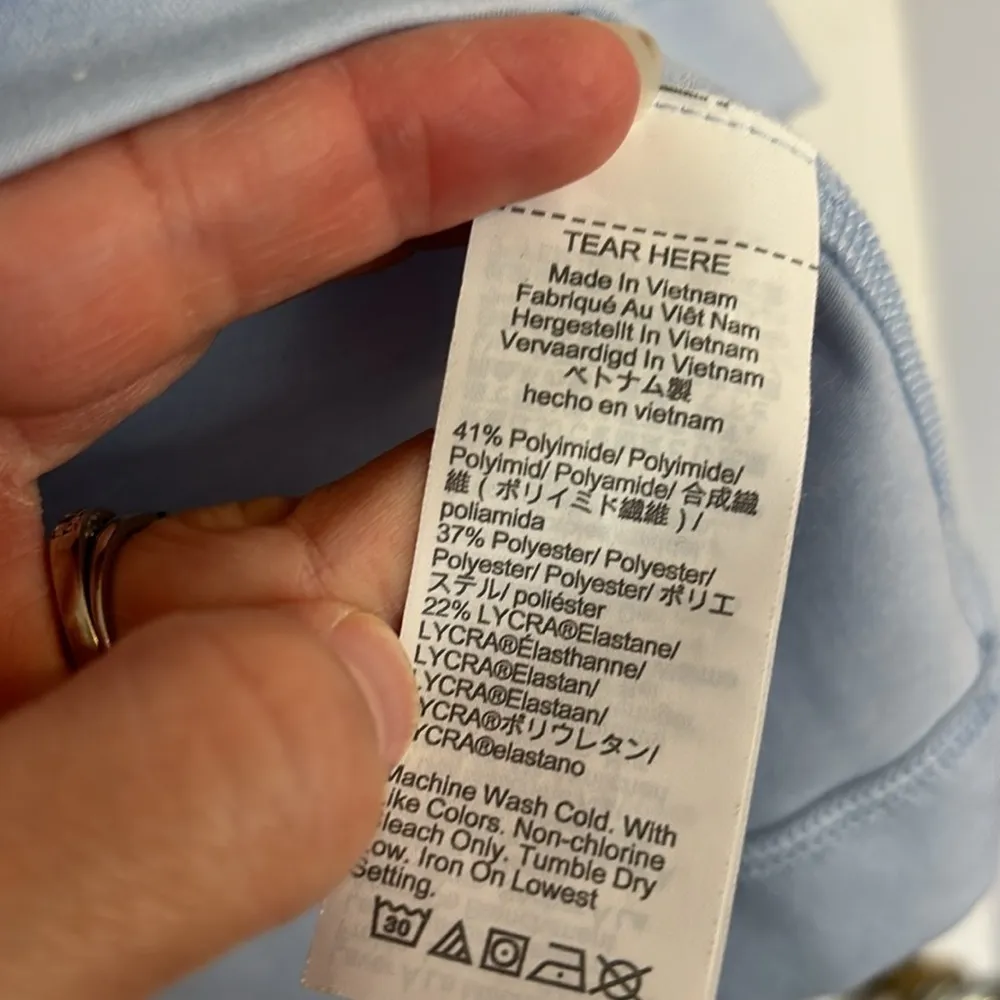 TEAR HERE
Made In Vietnam
Fabriqué Au Viêt Nam
Hergestellt In Vietnam
Vervaardigd In Vietnam
ベトナム製
hecho en vietnam
41% Polyimide/ Polyimide/
Polyimid/ Polyamide/ 合成繊
維 ( ポリイミド繊維 )/
poliamida
37% Polyester/ Polyester/
Polyester/ Polyester/ ポリエ
ステル/ poliéster
22% LYCRA®Elastane/
LYCRA®Élasthanne/
LYCRA®Elastan/
LYCRA®Elastaan/
YCRA®ポリウレタン/
YCRA®elastano
Machine Wash Cold. With
Like Colors. Non-chlorine
Bleach Only. Tumble Dry
Low. Iron On Lowest
Setting.
30